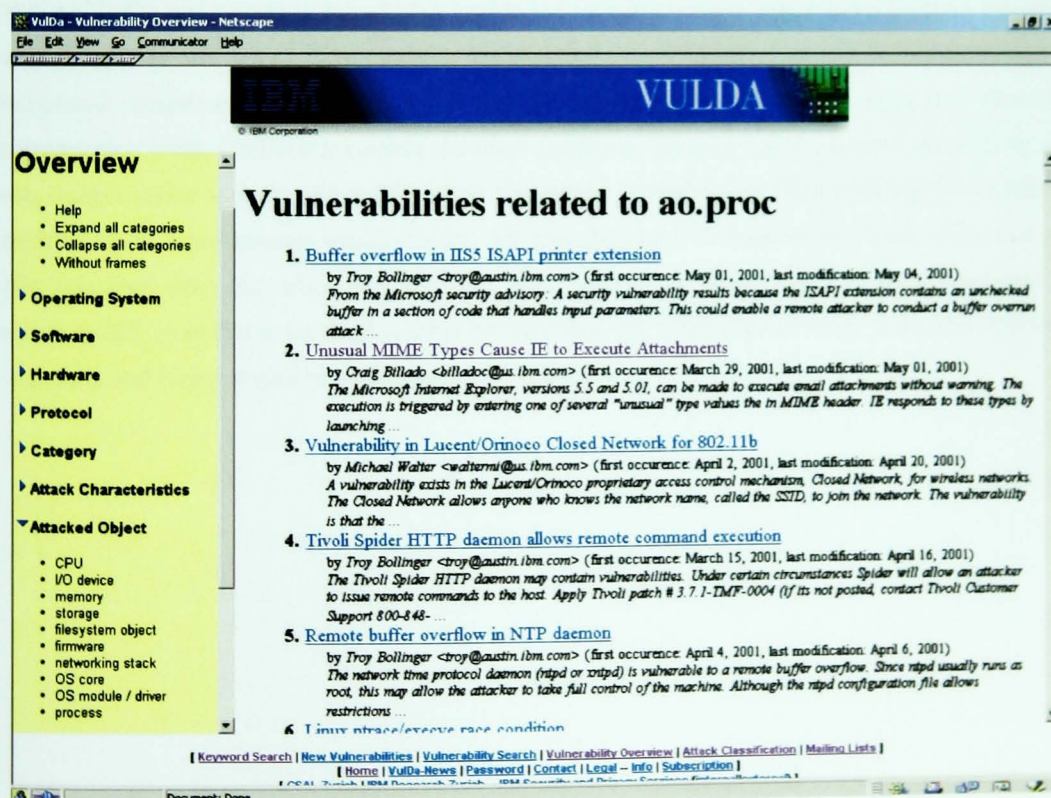 VulDa - Vulnerability Overview - Netscape
File Edit View Go Communicator Help
IBM VULDA
© IBM Corporation
Overview
• Help
• Expand all categories
• Collapse all categories
• Without frames
Operating System
Software
Hardware
Protocol
Category
Attack Characteristics
Attacked Object
• CPU
• I/O device
• memory
• storage
• filesystem object
• firmware
• networking stack
• OS core
• OS module / driver
• process
Vulnerabilities related to ao.proc
1. Buffer overflow in IIS5 ISAPI printer extension
by Troy Bollinger <troy@austin.ibm.com> (first occurence: May 01, 2001, last modification: May 04, 2001)
From the Microsoft security advisory: A security vulnerability results because the ISAPI extension contains an unchecked
buffer in a section of code that handles input parameters. This could enable a remote attacker to conduct a buffer overrun
attack ...
2. Unusual MIME Types Cause IE to Execute Attachments
by Craig Billado <billadoc@us.ibm.com> (first occurence: March 29, 2001, last modification: May 01, 2001)
The Microsoft Internet Explorer, versions 5.5 and 5.01, can be made to execute email attachments without warning. The
execution is triggered by entering one of several "unusual" type values the in MIME header. IE responds to these types by
launching ...
3. Vulnerability in Lucent/Orinoco Closed Network for 802.11b
by Michael Walter <waltermi@us.ibm.com> (first occurence: April 2, 2001, last modification: April 20, 2001)
A vulnerability exists in the Lucent/Orinoco proprietary access control mechanism, Closed Network, for wireless networks.
The Closed Network allows anyone who knows the network name, called the SSID, to join the network. The vulnerability
is that the ...
4. Tivoli Spider HTTP daemon allows remote command execution
by Troy Bollinger <troy@austin.ibm.com> (first occurence: March 15, 2001, last modification: April 16, 2001)
The Tivoli Spider HTTP daemon may contain vulnerabilities. Under certain circumstances Spider will allow an attacker
to issue remote commands to the host. Apply Tivoli patch # 3.7.1-TMF-0004 (if its not posted, contact Tivoli Customer
Support 800-848- ...
5. Remote buffer overflow in NTP daemon
by Troy Bollinger <troy@austin.ibm.com> (first occurence: April 4, 2001, last modification: April 6, 2001)
The network time protocol daemon (ntpd or xntpd) is vulnerable to a remote buffer overflow. Since ntpd usually runs as
root, this may allow the attacker to take full control of the machine. Although the ntpd configuration file allows
restrictions ...
6. Linux ptrace/execve race condition
[ Keyword Search | New Vulnerabilities | Vulnerability Search | Vulnerability Overview | Attack Classification | Mailing Lists ]
[ Home | VulDa-News | Password | Contact | Legal -- Info | Subscription ]
Document: Done